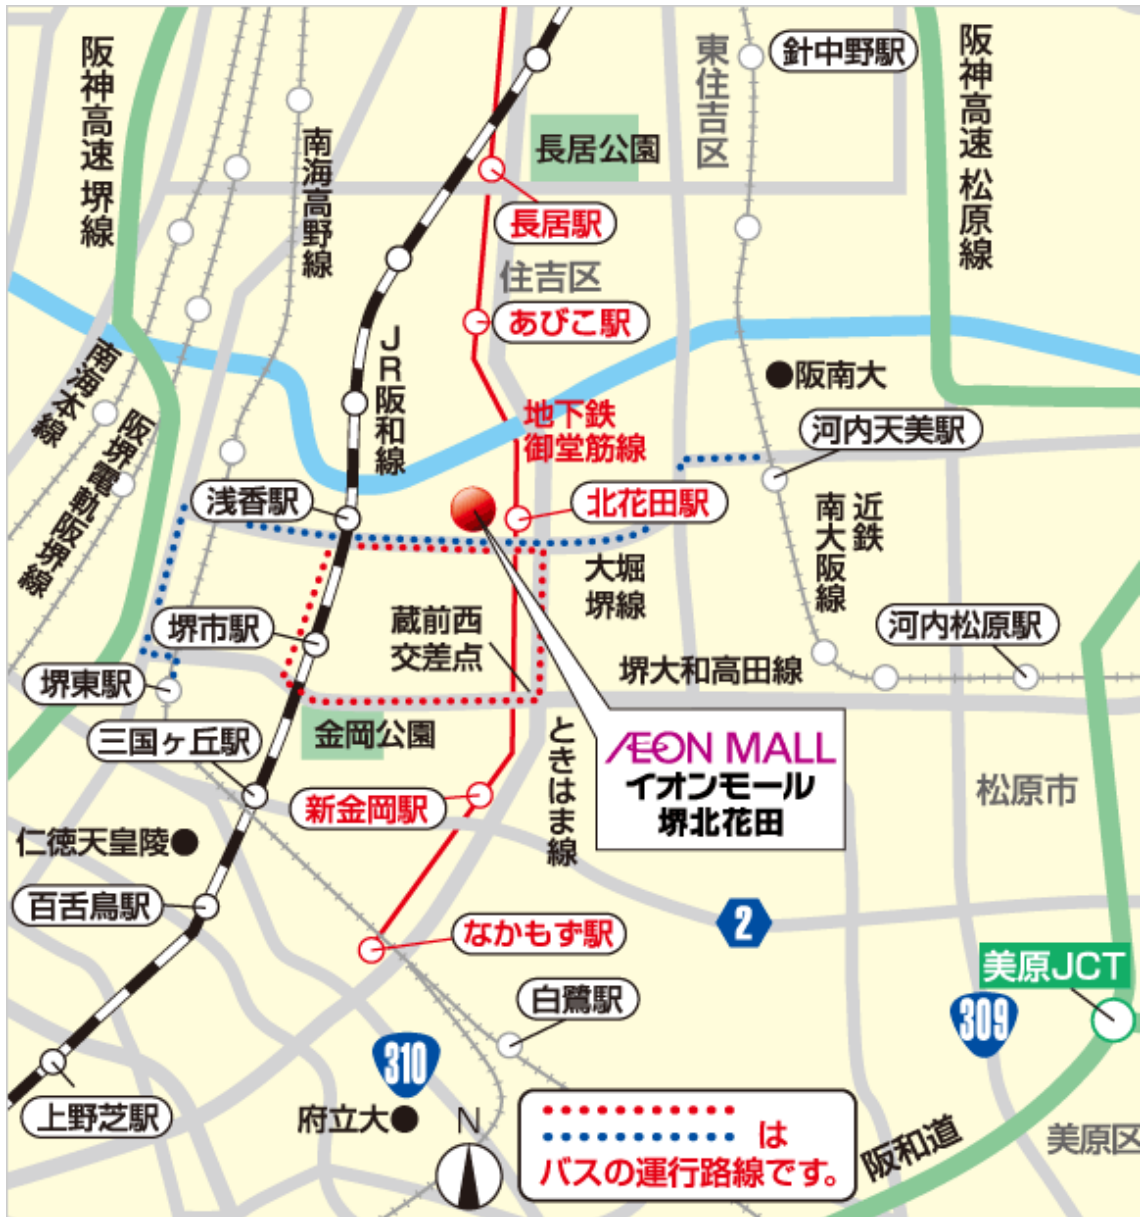 針中野駅
東住吉区
阪神高速 松原線
阪神高速 堺線
南海高野線
長居公園
長居駅
住吉区
あびこ駅
JR阪和線
南海本線
阪堺電軌阪堺線
地下鉄
御堂筋線
阪南大
河内天美駅
浅香駅
北花田駅
近鉄
南大阪線
大堀
堺線
堺市駅
蔵前西
交差点
河内松原駅
堺大和高田線
堺東駅
金岡公園
三国ヶ丘駅
ときはま線
AEON MALL
イオンモール
堺北花田
松原市
新金岡駅
仁徳天皇陵
百舌鳥駅
2
なかもず駅
美原JCT
白鷺駅
309
310
上野芝駅
府立大
N
は
バスの運行路線です。
阪和道
美原区